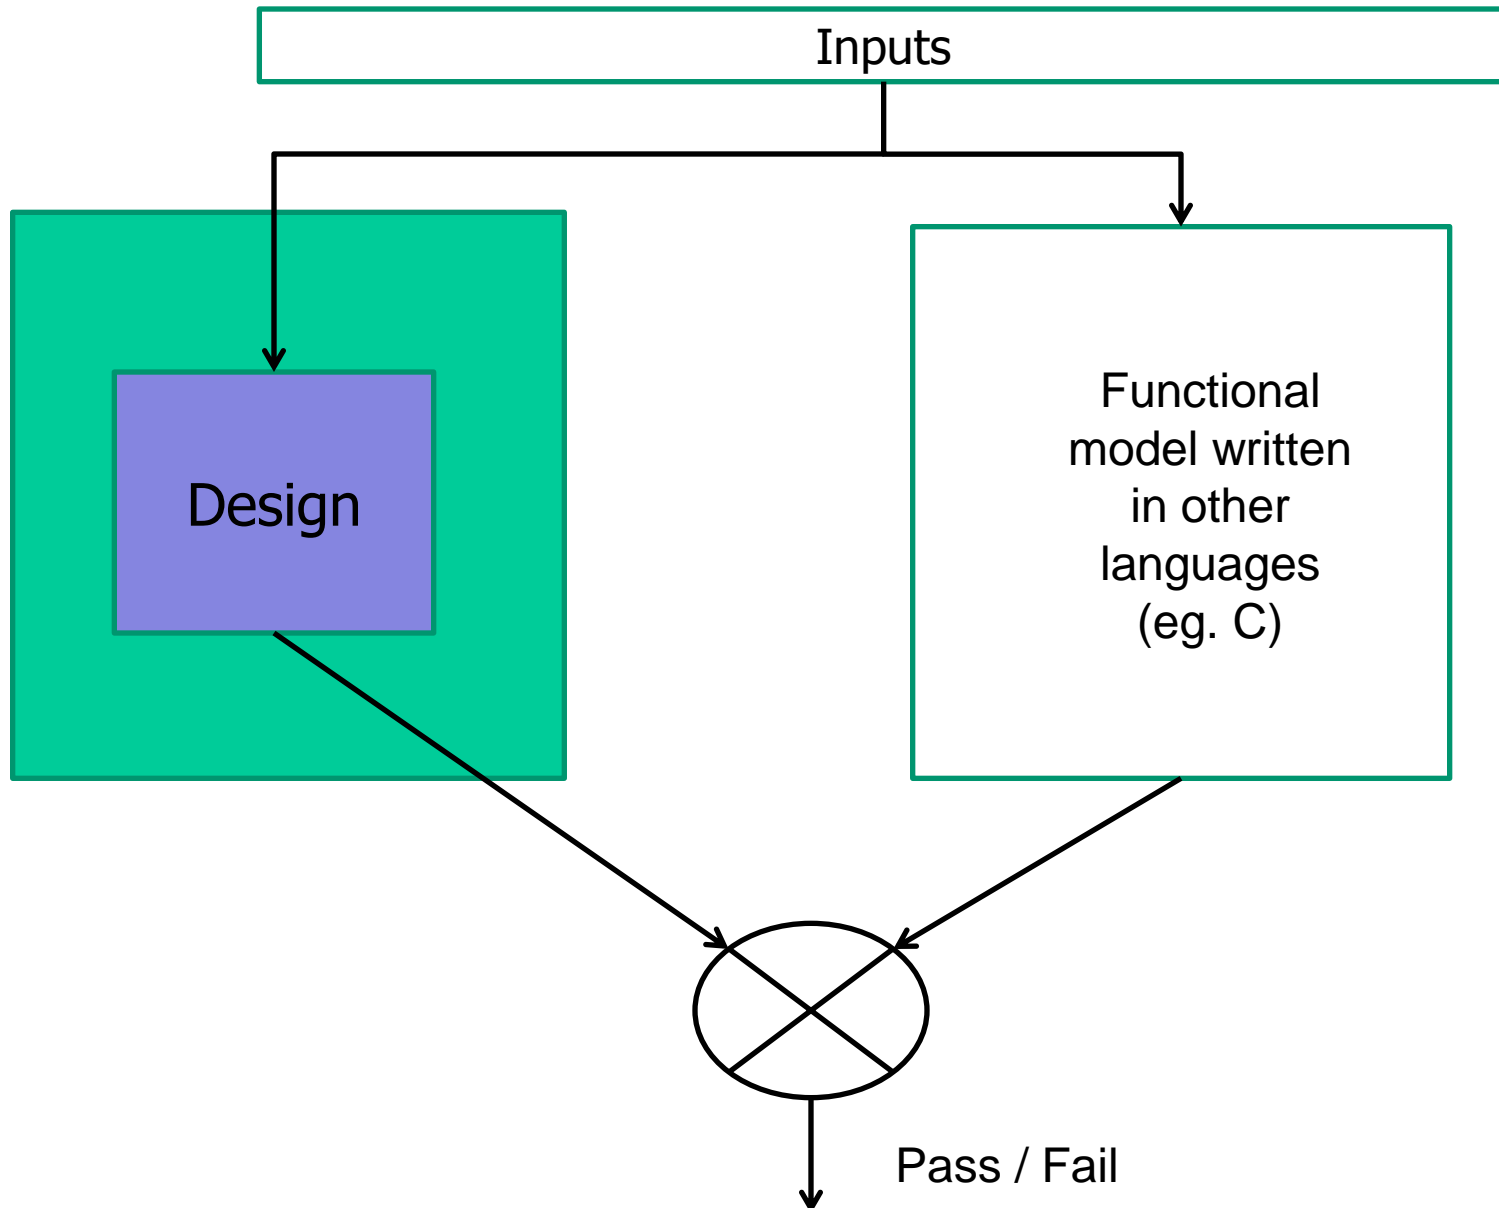 Inputs
Design
Functional
model written
in other
languages
(eg. C)
Pass / Fail